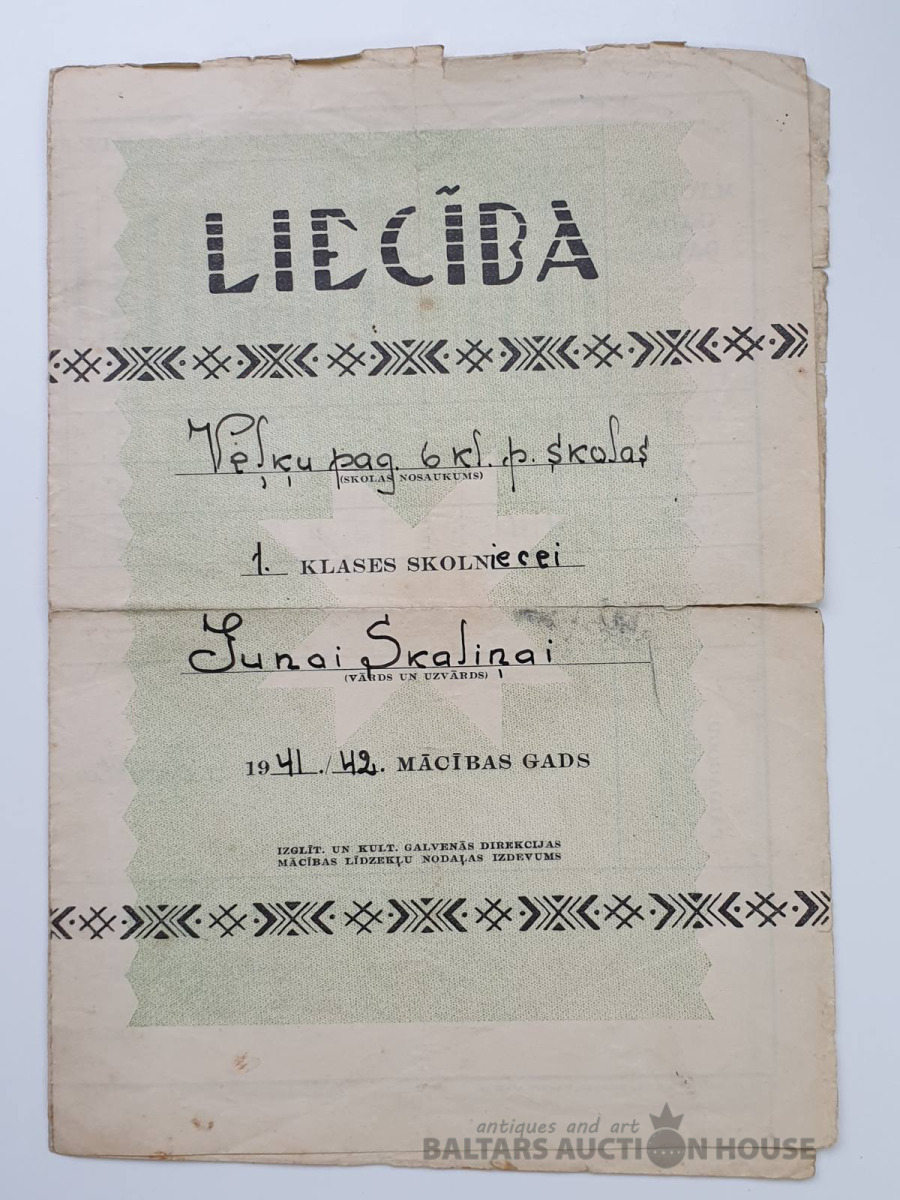 LIECĪBA
Vēļķu pag. 6 kl. p. skolas
(SKOLAS NOSAUKUMS)
1. KLASES SKOLNiecei
Skaliņai
(VĀRDS UN UZVĀRDS)
1941./42. MĀCĪBAS GADS
IZGLĪT. UN KULT. GALVENĀS DIREKCIJAS
MĀCĪBAS LĪDZEKĻU NODAĻAS IZDEVUMS
antiques and art
BALTARS AUCTION HOUSE